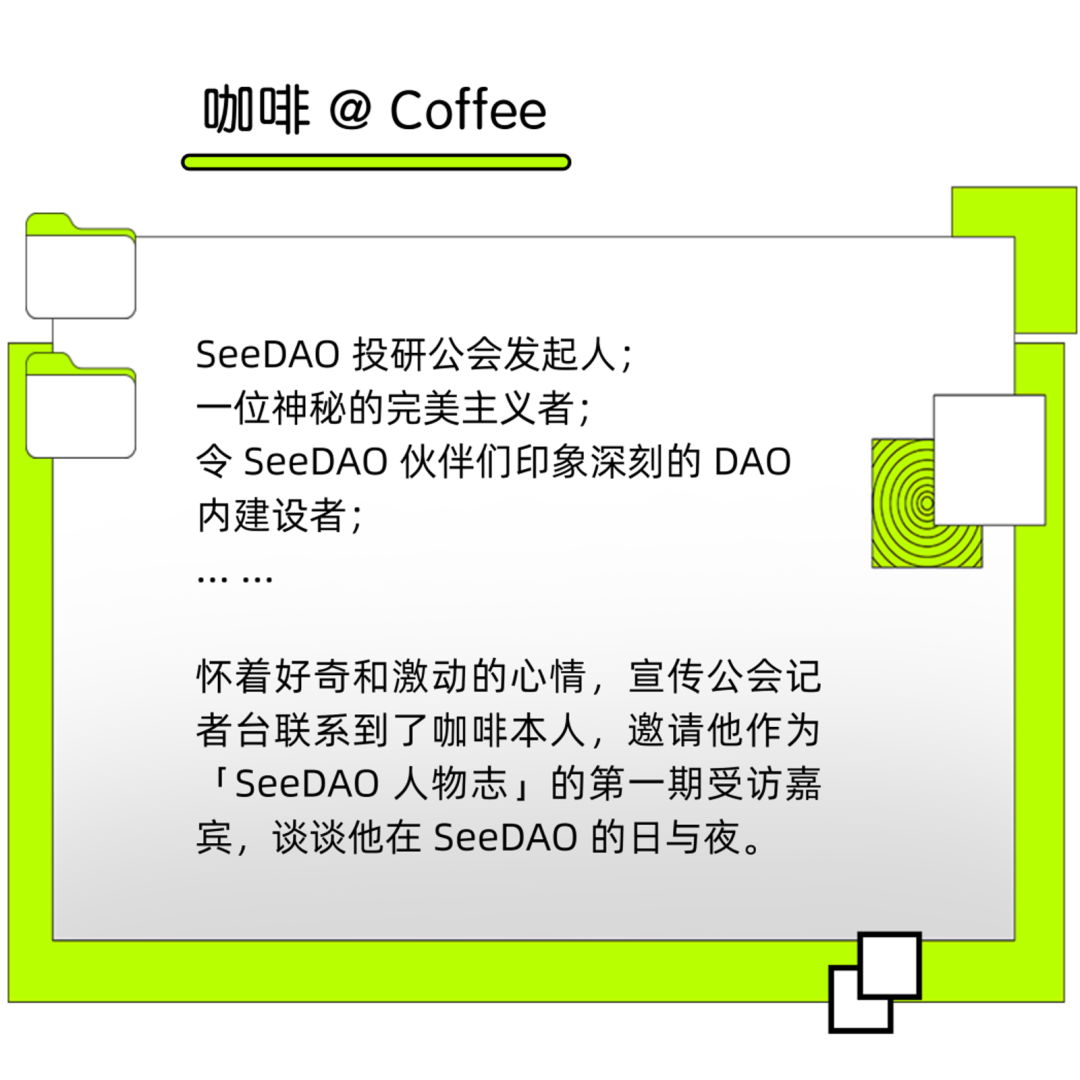 咖啡 @ Coffee
SeeDAO 投研公会发起人；
一位神秘的完美主义者；
令 SeeDAO 伙伴们印象深刻的 DAO
内建设者；
... ...
怀着好奇和激动的心情，宣传公会记
者台联系到了咖啡本人，邀请他作为
「SeeDAO 人物志」的第一期受访嘉
宾，谈谈他在 SeeDAO 的日与夜。